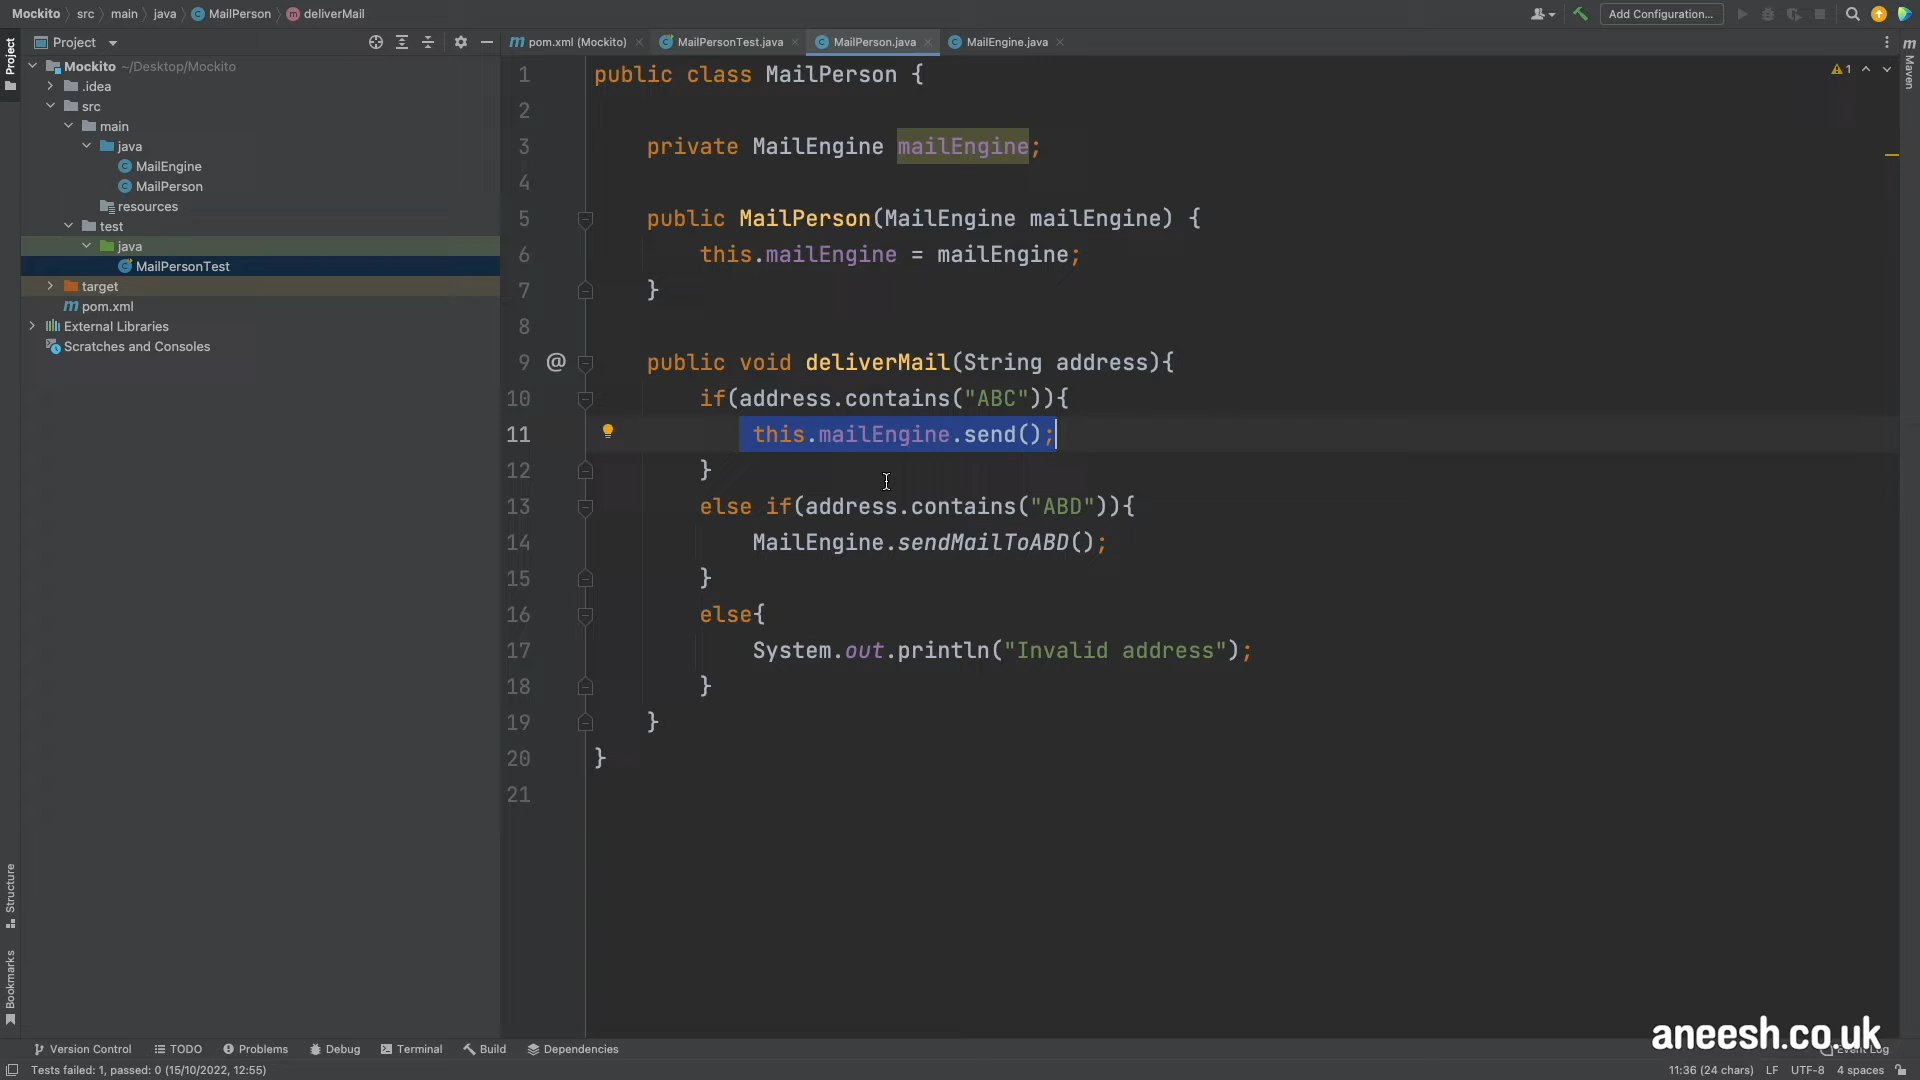 Mockito src main java MailPerson deliverMail
Add Configuration...
Project
pom.xml (Mockito) MailPersonTest.java MailPerson.java MailEngine.java
Project
Mockito ~/Desktop/Mockito
.idea
src
main
java
MailEngine
MailPerson
resources
test
java
MailPersonTest
target
pom.xml
External Libraries
Scratches and Consoles
Structure
Bookmarks
1 public class MailPerson {
2
3 private MailEngine mailEngine;
4
5 public MailPerson(MailEngine mailEngine) {
6 this.mailEngine = mailEngine;
7 }
8
9 @ public void deliverMail(String address){
10 if(address.contains("ABC")){
11 this.mailEngine.send();
12 }
13 else if(address.contains("ABD")){
14 MailEngine.sendMailToABD();
15 }
16 else{
17 System.out.println("Invalid address");
18 }
19 }
20 }
21
1
Maven
aneesh.co.uk
Version Control TODO Problems Debug Terminal Build Dependencies Event Log
Tests failed: 1, passed: 0 (15/10/2022, 12:55) 11:36 (24 chars) LF UTF-8 4 spaces